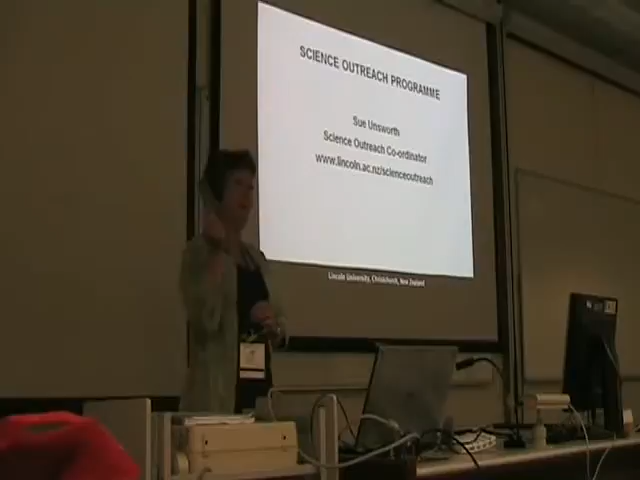 SCIENCE OUTREACH PROGRAMME
Sue Unsworth
Science Outreach Co-ordinator
www.lincoln.ac.nz/scienceoutreach
Lincoln University, Christchurch, New Zealand